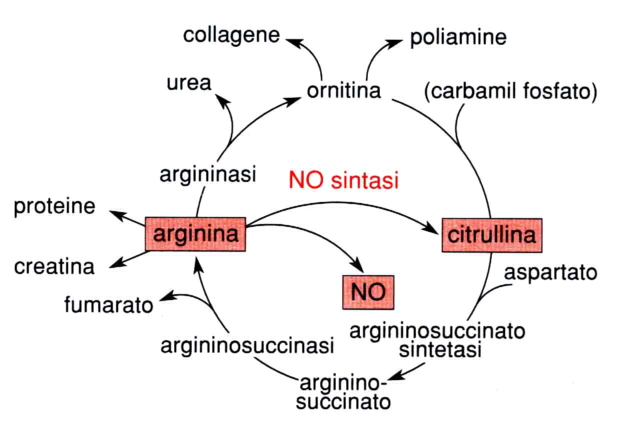 collagene
poliamine
urea
ornitina
(carbamil fosfato)
argininasi
NO sintasi
proteine
arginina
citrullina
creatina
aspartato
fumarato
NO
argininosuccinato
sintetasi
argininosuccinasi
arginino-
succinato